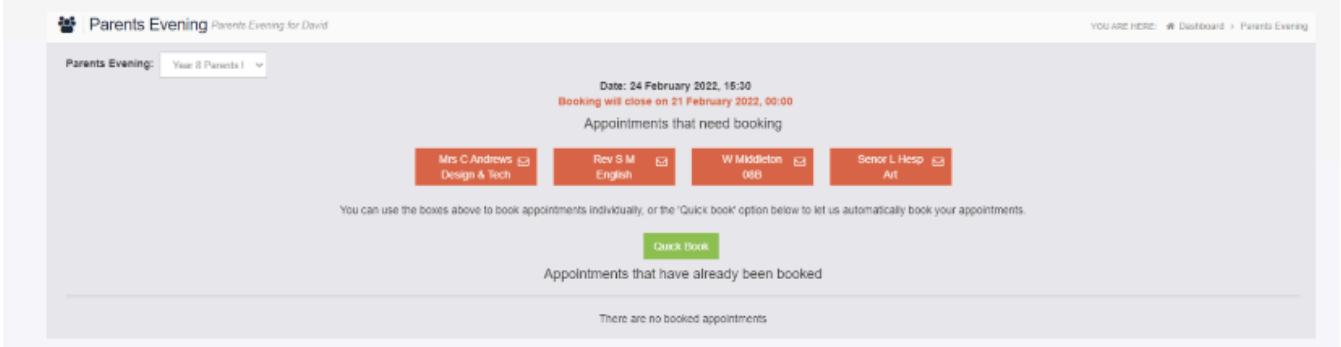 Parents Evening Parents Evening for David
YOU ARE HERE: Dashboard > Parents Evening
Parents Evening: Year 8 Parents I
Date: 24 February 2022, 15:30
Booking will close on 21 February 2022, 00:00
Appointments that need booking
Mrs C Andrews
Design & Tech
Rev S M
English
W Middleton
08B
Senor L Hesp
Art
You can use the boxes above to book appointments individually, or the 'Quick book' option below to let us automatically book your appointments.
Quick Book
Appointments that have already been booked
There are no booked appointments